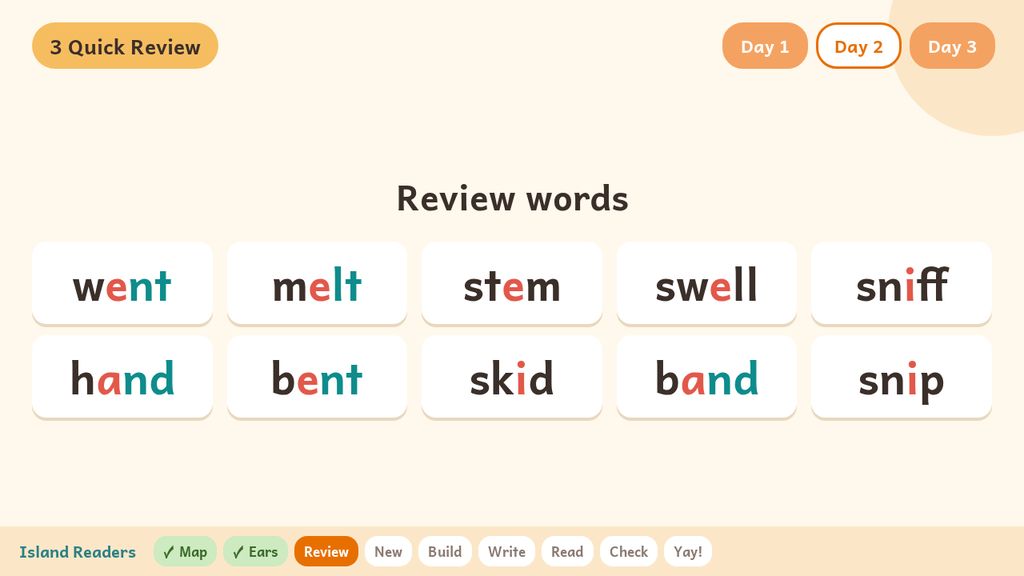 3 Quick Review
Day 1 Day 2 Day 3
Review words
went melt stem swell sniff
hand bent skid band snip
Island Readers ✓ Map ✓ Ears Review New Build Write Read Check Yay!